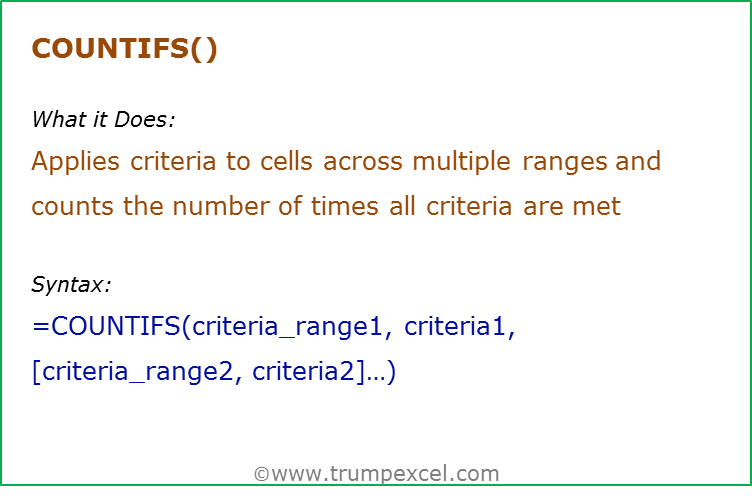 COUNTIFS()
What it Does:
Applies criteria to cells across multiple ranges and
counts the number of times all criteria are met
Syntax:
=COUNTIFS(criteria_range1, criteria1,
[criteria_range2, criteria2]…)
©www.trumpexcel.com